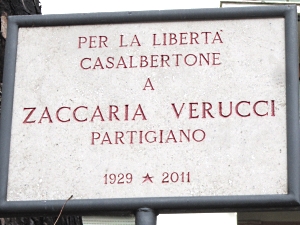 PER LA LIBERTA'
CASALBERTONE
A
ZACCARIA VERUCCI
PARTIGIANO
1929 ★ 2011